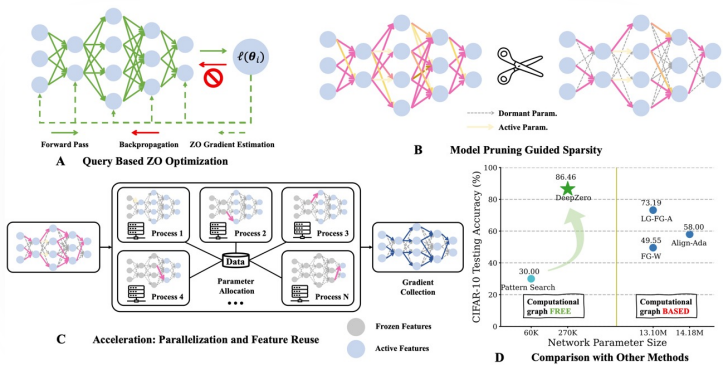 ℓ(θᵢ)
Forward Pass
Backpropagation
ZO Gradient Estimation
A Query Based ZO Optimization
Dormant Param.
Active Param.
B Model Pruning Guided Sparsity
Process 1
Process 2
Process 3
Data
Process 4
Parameter
Allocation
•••
Process N
Gradient
Collection
Frozen Features
Active Features
C Acceleration: Parallelization and Feature Reuse
CIFAR-10 Testing Accuracy (%)
100
80
60
40
20
0
86.46
DeepZero
73.19
LG-FG-A
58.00
Align-Ada
49.55
FG-W
30.00
Pattern Search
Computational
graph FREE
Computational
graph BASED
60K
270K
13.10M
14.18M
Network Parameter Size
D Comparison with Other Methods